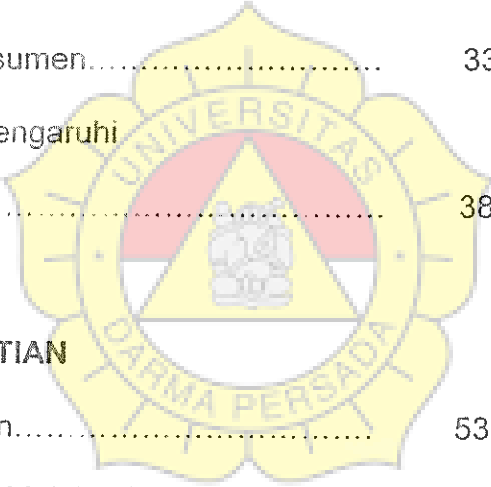 sumen.............................. 33
engaruhi
.......................................... 38
TIAN
n...................................... 53
UNIVERSITAS
DARMA PERSADA